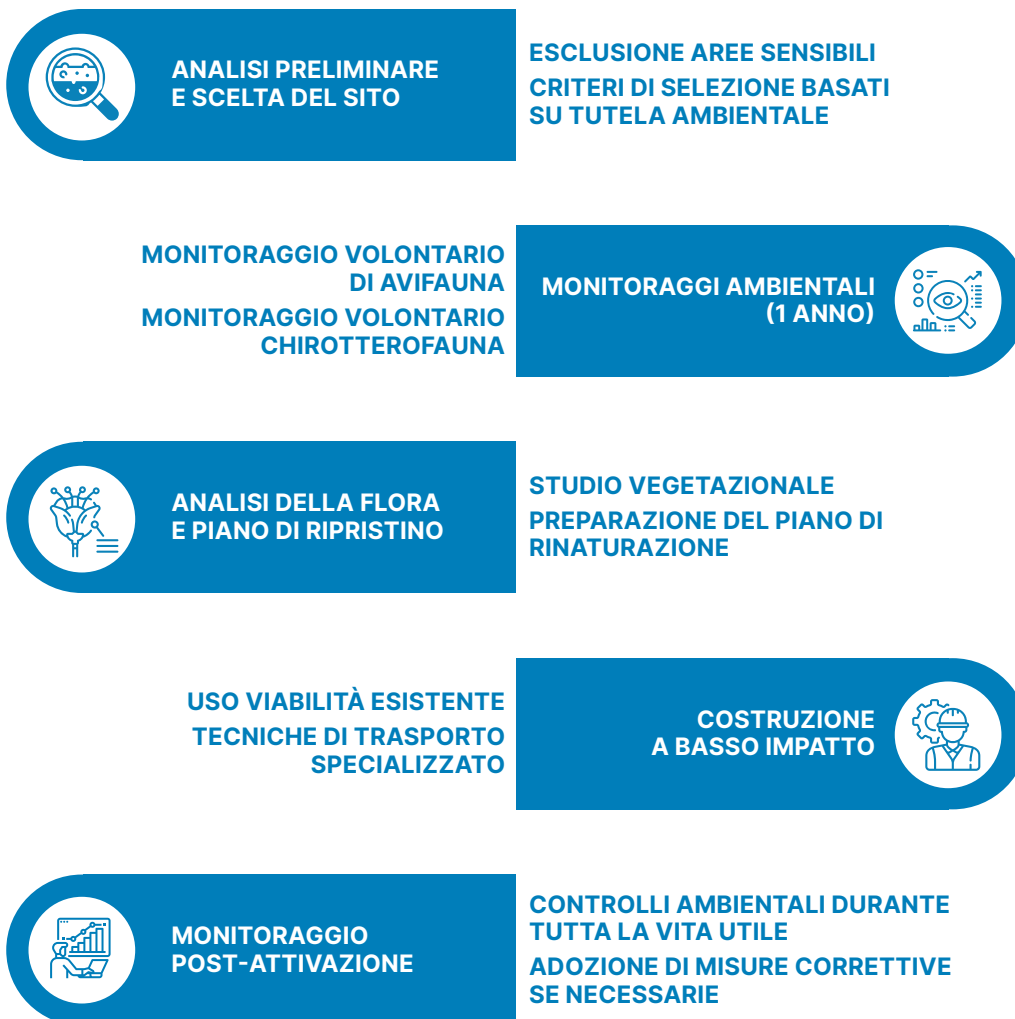 ANALISI PRELIMINARE
E SCELTA DEL SITO
ESCLUSIONE AREE SENSIBILI
CRITERI DI SELEZIONE BASATI
SU TUTELA AMBIENTALE
MONITORAGGIO VOLONTARIO
DI AVIFAUNA
MONITORAGGIO VOLONTARIO
CHIROTTEROFAUNA
MONITORAGGI AMBIENTALI
(1 ANNO)
ANALISI DELLA FLORA
E PIANO DI RIPRISTINO
STUDIO VEGETAZIONALE
PREPARAZIONE DEL PIANO DI
RINATURAZIONE
USO VIABILITÀ ESISTENTE
TECNICHE DI TRASPORTO
SPECIALIZZATO
COSTRUZIONE
A BASSO IMPATTO
MONITORAGGIO
POST-ATTIVAZIONE
CONTROLLI AMBIENTALI DURANTE
TUTTA LA VITA UTILE
ADOZIONE DI MISURE CORRETTIVE
SE NECESSARIE